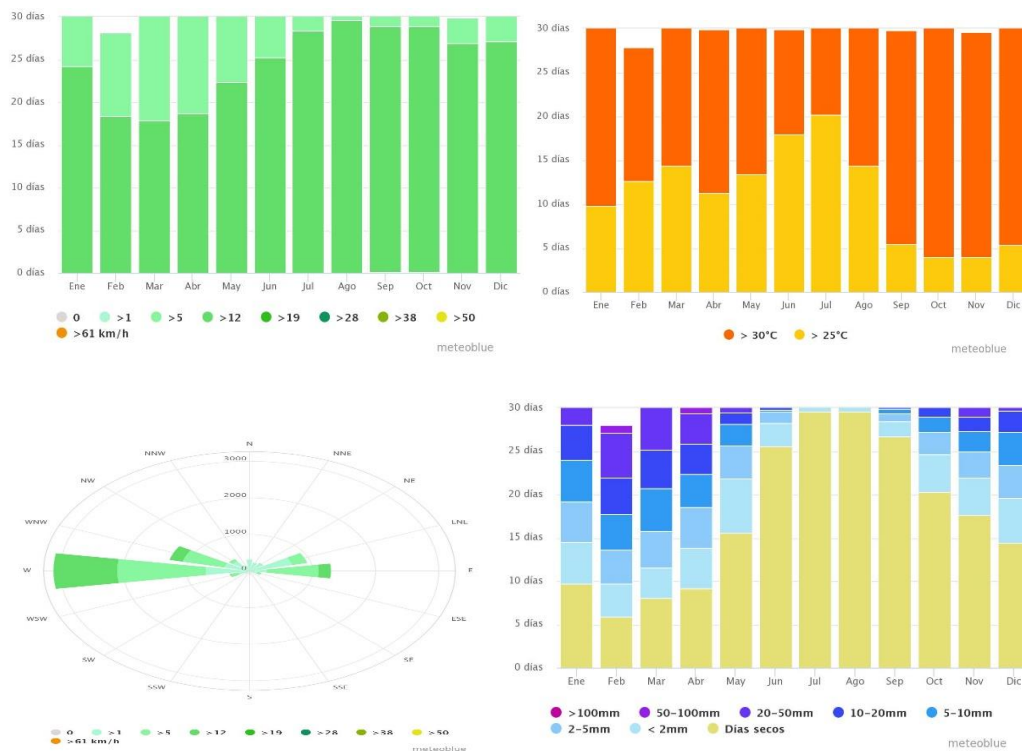 30 días
25 días
20 días
15 días
10 días
5 días
0 días
Ene Feb Mar Abr May Jun Jul Ago Sep Oct Nov Dic
0 >1 >5 >12 >19 >28 >38 >50
>61 km/h
meteoblue
30 días
25 días
20 días
15 días
10 días
5 días
0 días
Ene Feb Mar Abr May Jun Jul Ago Sep Oct Nov Dic
> 30°C > 25°C
meteoblue
N
NNW NNE
3000
NW NE
2000
WNW LNL
1000
W 0 E
WSW ESE
SW SE
SSW SSC
S
0 >1 >5 >12 >19 >28 >38 >50
>61 km/h
meteoblue
30 días
25 días
20 días
15 días
10 días
5 días
0 días
Ene Feb Mar Abr May Jun Jul Ago Sep Oct Nov Dic
>100mm 50-100mm 20-50mm 10-20mm 5-10mm
2-5mm < 2mm Días secos
meteoblue